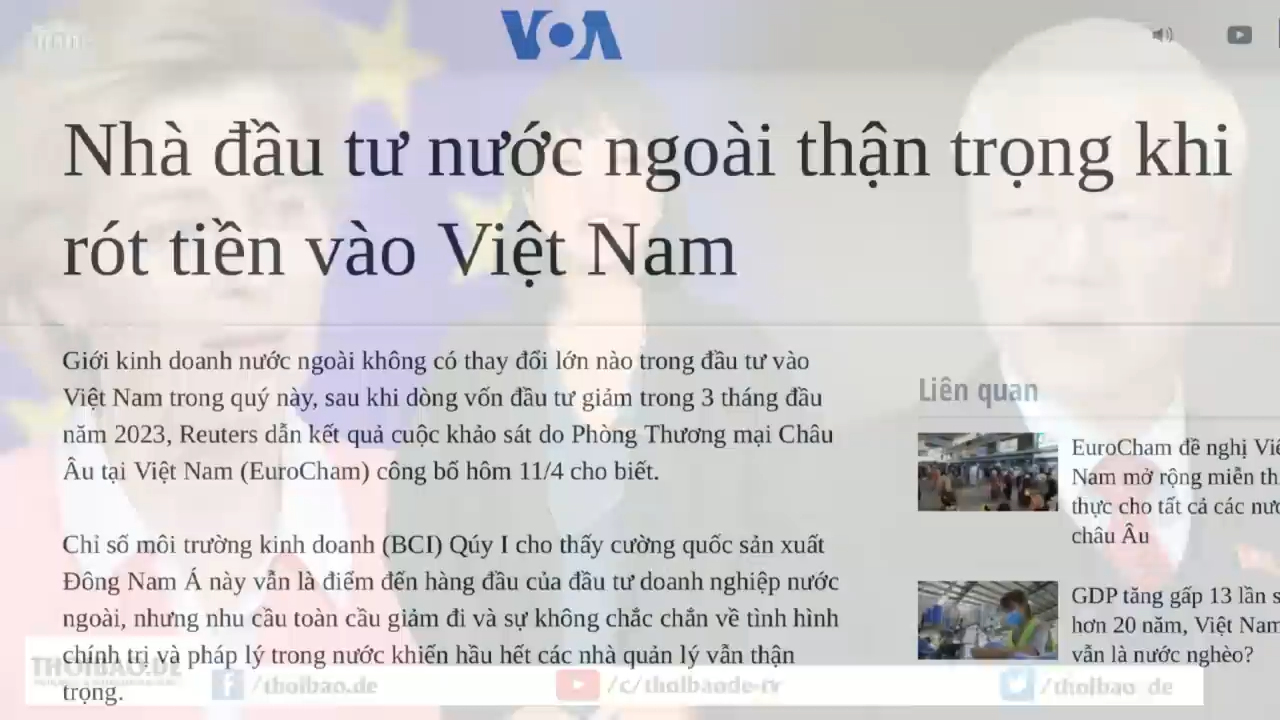 VOA
Nhà đầu tư nước ngoài thận trọng khi
rót tiền vào Việt Nam
Giới kinh doanh nước ngoài không có thay đổi lớn nào trong đầu tư vào
Việt Nam trong quý này, sau khi dòng vốn đầu tư giảm trong 3 tháng đầu
năm 2023, Reuters dẫn kết quả cuộc khảo sát do Phòng Thương mại Châu
Âu tại Việt Nam (EuroCham) công bố hôm 11/4 cho biết.
Chỉ số môi trường kinh doanh (BCI) Qúy I cho thấy cường quốc sản xuất
Đông Nam Á này vẫn là điểm đến hàng đầu của đầu tư doanh nghiệp nước
ngoài, nhưng nhu cầu toàn cầu giảm đi và sự không chắc chắn về tình hình
chính trị và pháp lý trong nước khiến hầu hết các nhà quản lý vẫn thận
trọng.
Liên quan
EuroCham đề nghị
Nam mở rộng miễn
thực cho tất cả các
châu Âu
GDP tăng gấp 13 lần
hơn 20 năm, Việt Nam
vẫn là nước nghèo?
THOIBAO.DE
/thoibao.de
/c/thoibaode-tv
/thoibao_de